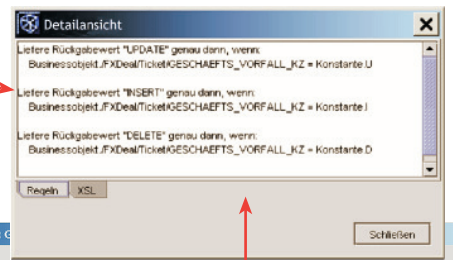 Detailansicht
Liefere Rückgabewert "UPDATE" genau dann, wenn:
Businessobjekt./FXDeal/Ticket/GESCHAEFTS_VORFALL_KZ = Konstante.U
Liefere Rückgabewert "INSERT" genau dann, wenn:
Businessobjekt./FXDeal/Ticket/GESCHAEFTS_VORFALL_KZ = Konstante.I
Liefere Rückgabewert "DELETE" genau dann, wenn:
Businessobjekt./FXDeal/Ticket/GESCHAEFTS_VORFALL_KZ = Konstante.D
Regeln XSL
Schließen